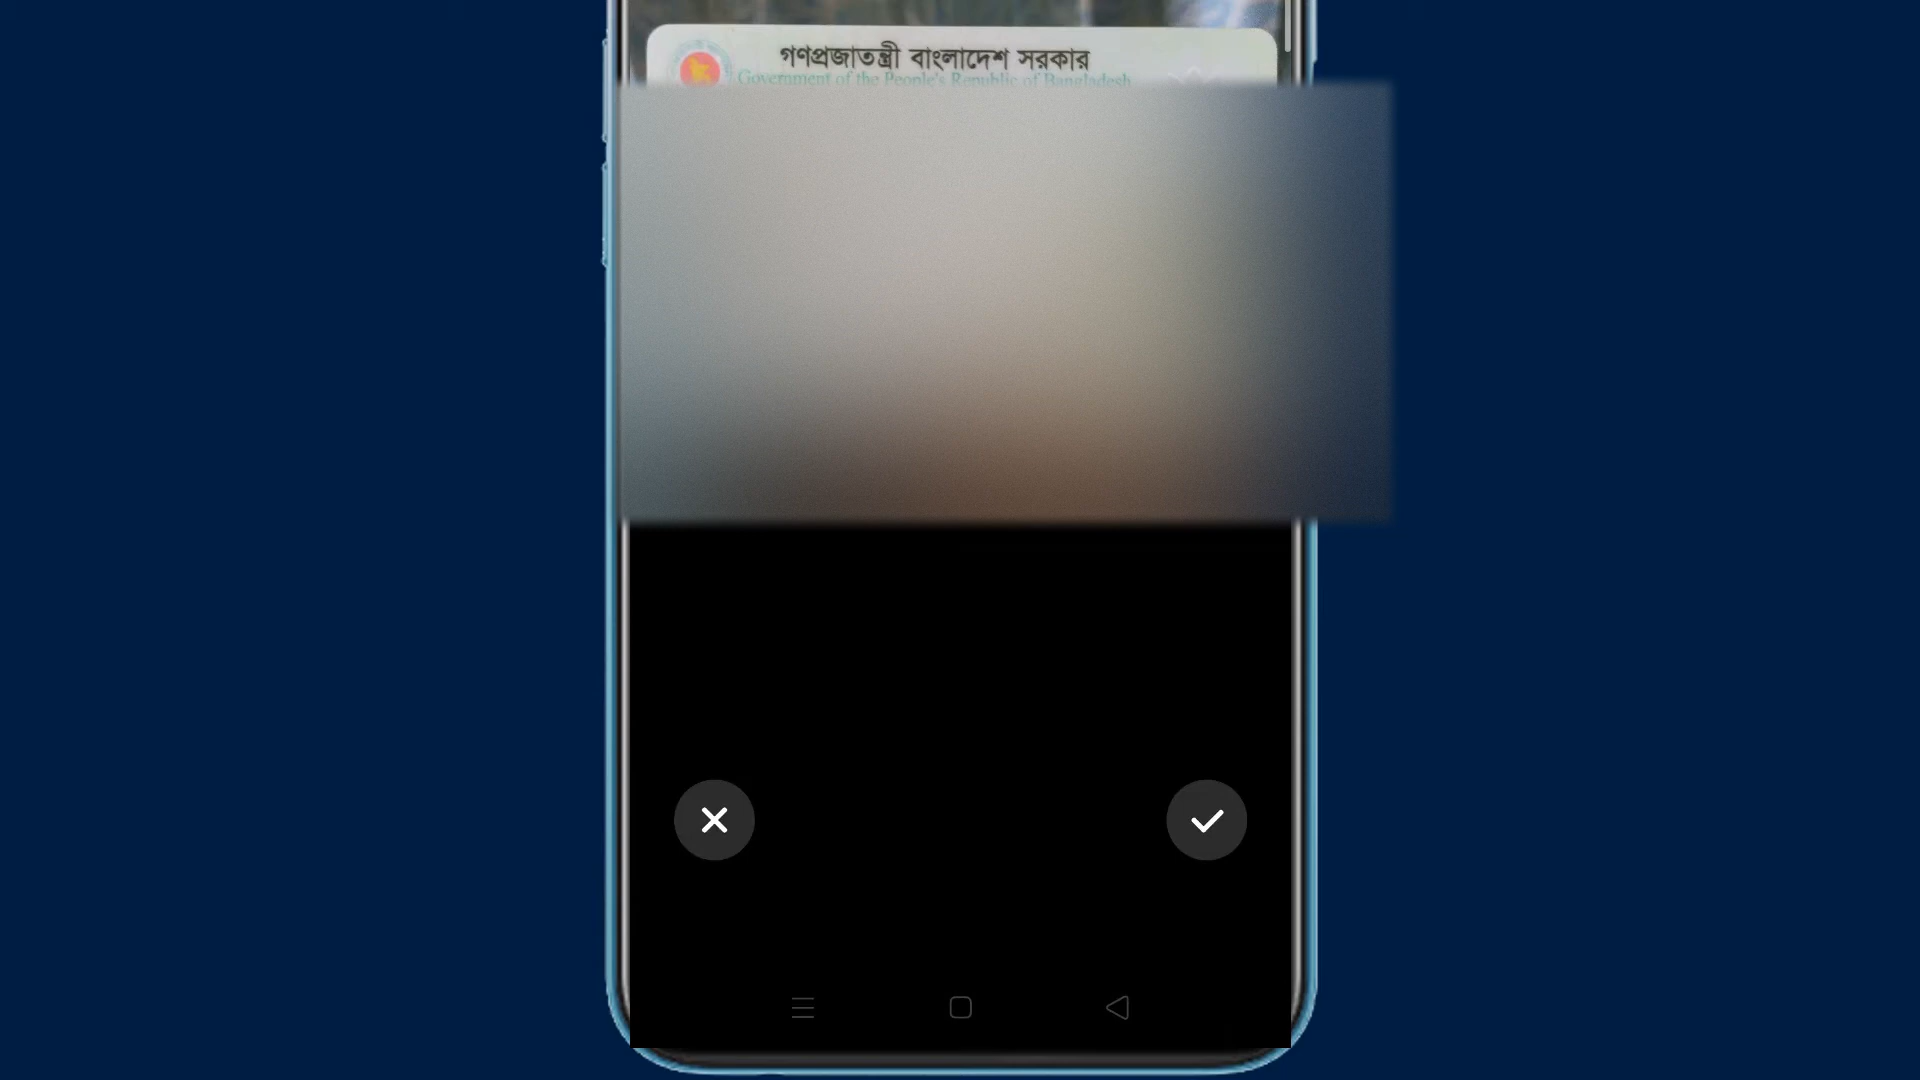 গণপ্রজাতন্ত্রী বাংলাদেশ সরকার
Government of the People's Republic of Bangladesh